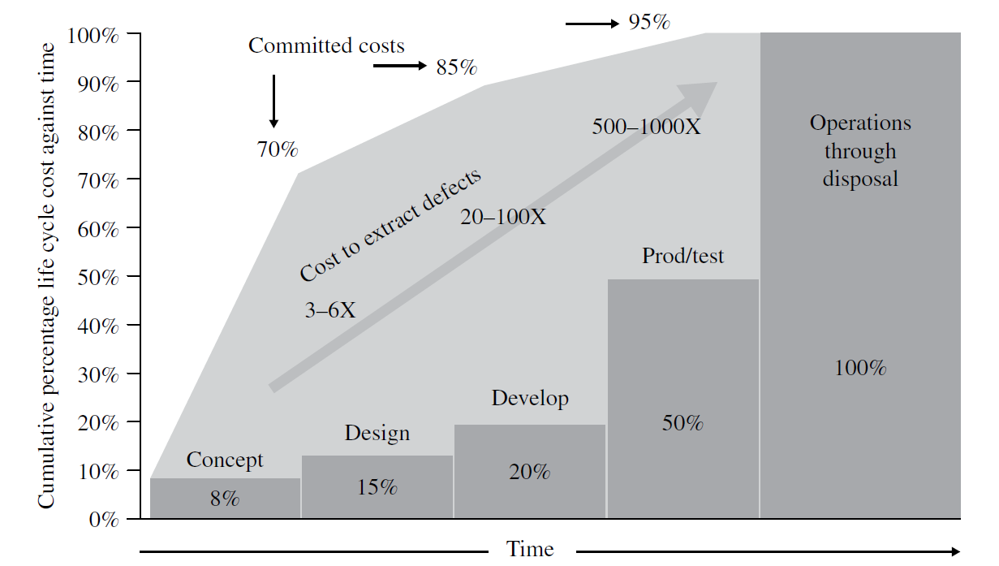 Cumulative percentage life cycle cost against time
100%
90%
80%
70%
60%
50%
40%
30%
20%
10%
0%
Committed costs
70%
85%
95%
Cost to extract defects
3–6X
20–100X
500–1000X
Concept
8%
Design
15%
Develop
20%
Prod/test
50%
Operations
through
disposal
100%
Time